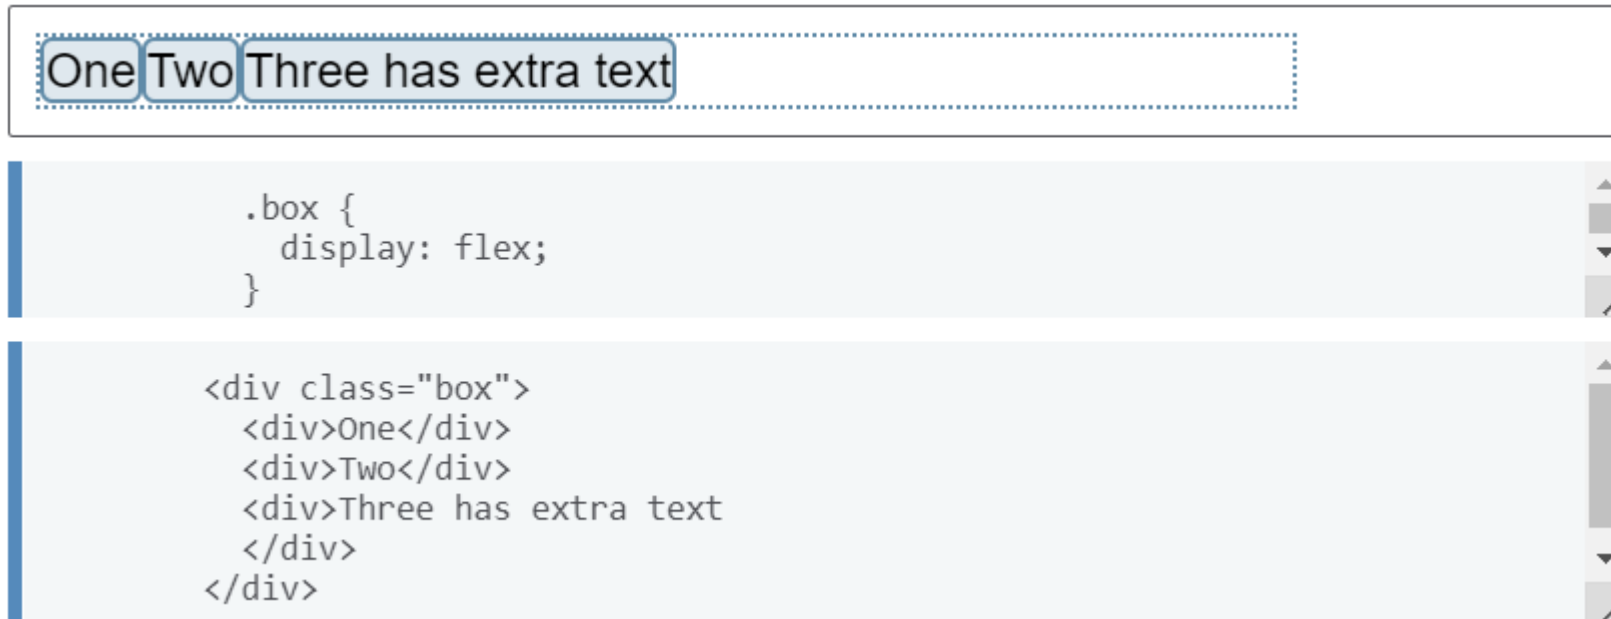 One Two Three has extra text
.box {
display: flex;
}
<div class="box">
<div>One</div>
<div>Two</div>
<div>Three has extra text
</div>
</div>